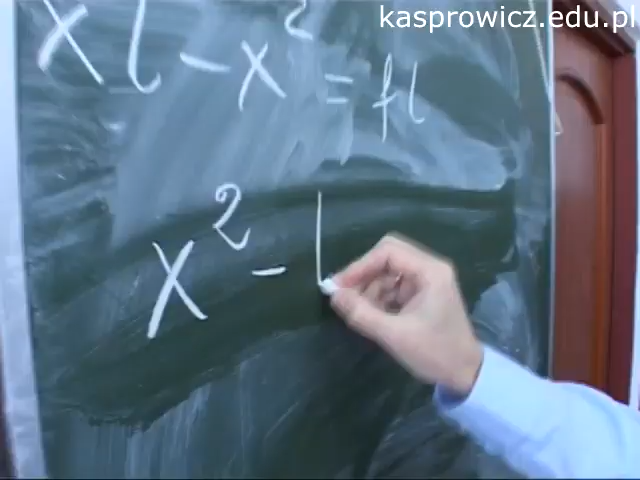 kasprowicz.edu.pl
xl - x² = fl
x² - l